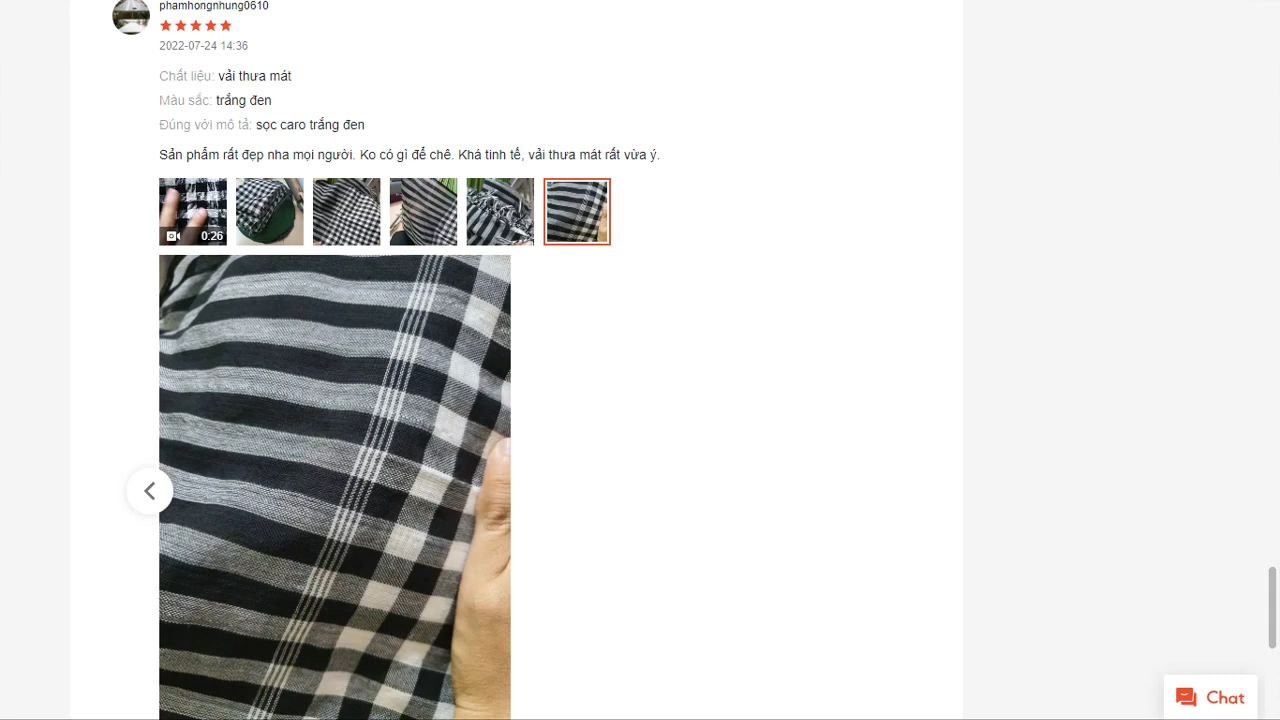 phamhongnhung0610
2022-07-24 14:36
Chất liệu: vải thưa mát
Màu sắc: trắng đen
Đúng với mô tả: sọc caro trắng đen
Sản phẩm rất đẹp nha mọi người. Ko có gì để chê. Khá tinh tế, vải thưa mát rất vừa ý.
0:26
Chat